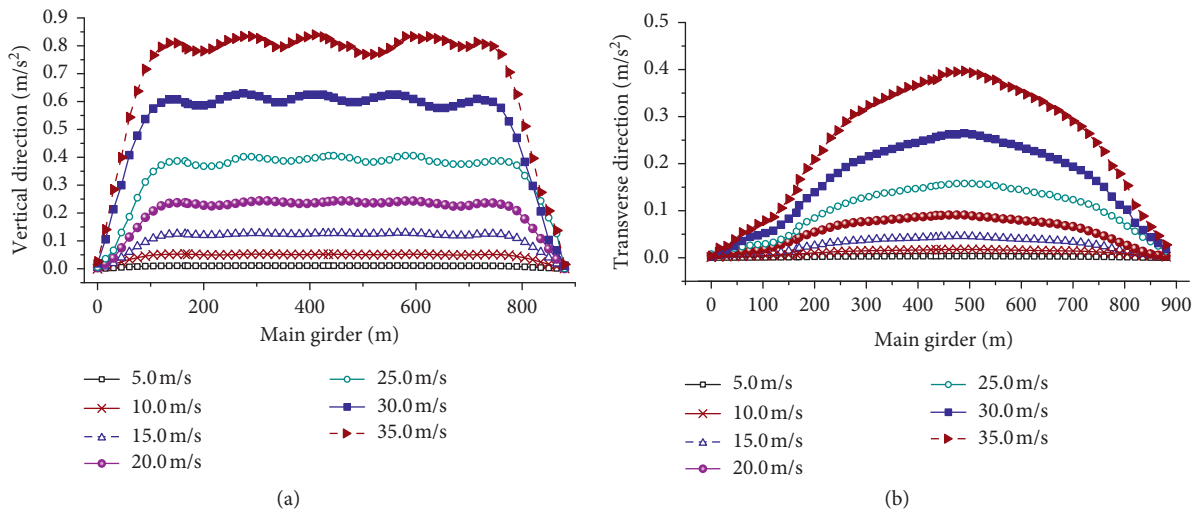 0.9
0.8
0.7
0.6
0.5
0.4
0.3
0.2
0.1
0.0
Vertical direction (m/s²)
0 200 400 600 800
Main girder (m)
5.0 m/s
10.0 m/s
15.0 m/s
20.0 m/s
25.0 m/s
30.0 m/s
35.0 m/s
(a)
0.5
0.4
0.3
0.2
0.1
0.0
Transverse direction (m/s²)
0 100 200 300 400 500 600 700 800 900
Main girder (m)
5.0 m/s
10.0 m/s
15.0 m/s
20.0 m/s
25.0 m/s
30.0 m/s
35.0 m/s
(b)